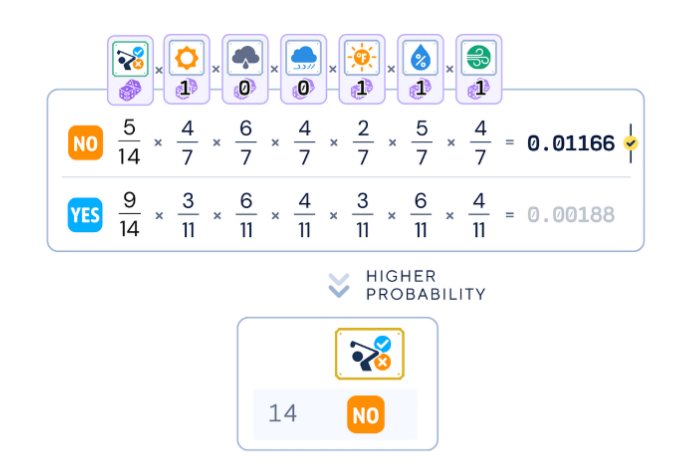 °F %
× 1 × 0 × 0 × 1 × 1 × 1
NO 5/14 × 4/7 × 6/7 × 4/7 × 2/7 × 5/7 × 4/7 = 0.01166
YES 9/14 × 3/11 × 6/11 × 4/11 × 3/11 × 6/11 × 4/11 = 0.00188
HIGHER
PROBABILITY
14 NO